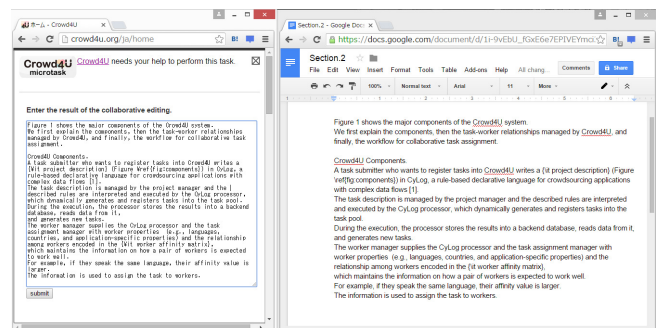 ホーム - Crowd4U
crowd4u.org/ja/home
Crowd4U
microtask
Crowd4U needs your help to perform this task.
Enter the result of the collaborative editing.
Figure 1 shows the major components of the Crowd4U system.
We first explain the components, then the task-worker relationships
managed by Crowd4U, and finally, the workflow for collaborative task
assignment.
Crowd4U Components.
A task submitter who wants to register tasks into Crowd4U writes a
{\it project description} (Figure \ref{fig:components}) in CyLog, a
rule-based declarative language for crowdsourcing applications with
complex data flows [1].
The task description is managed by the project manager and the
described rules are interpreted and executed by the CyLog processor,
which dynamically generates and registers tasks into the task pool.
During the execution, the processor stores the results into a backend
database, reads data from it,
and generates new tasks.
The worker manager supplies the CyLog processor and the task
assignment manager with worker properties (e.g., languages,
countries, and application-specific properties) and the relationship
among workers encoded in the {\it worker affinity matrix},
which maintains the information on how a pair of workers is expected
to work well.
For example, if they speak the same language, their affinity value is
larger.
The information is used to assign the task to workers.
submit
Section.2 - Google Docs
https://docs.google.com/document/d/1i-9vEbU_fGxE6e7EPIVEYmci
Section.2
File Edit View Insert Format Tools Table Add-ons Help All chang... Comments Share
100% Normal text Arial 11 More
Figure 1 shows the major components of the Crowd4U system.
We first explain the components, then the task-worker relationships managed by Crowd4U, and
finally, the workflow for collaborative task assignment.
Crowd4U Components.
A task submitter who wants to register tasks into Crowd4U writes a {\it project description} (Figure
\ref{fig:components}) in CyLog, a rule-based declarative language for crowdsourcing applications
with complex data flows [1].
The task description is managed by the project manager and the described rules are interpreted
and executed by the CyLog processor, which dynamically generates and registers tasks into the
task pool.
During the execution, the processor stores the results into a backend database, reads data from it,
and generates new tasks.
The worker manager supplies the CyLog processor and the task assignment manager with
worker properties (e.g., languages, countries, and application-specific properties) and the
relationship among workers encoded in the {\it worker affinity matrix},
which maintains the information on how a pair of workers is expected to work well.
For example, if they speak the same language, their affinity value is larger.
The information is used to assign the task to workers.